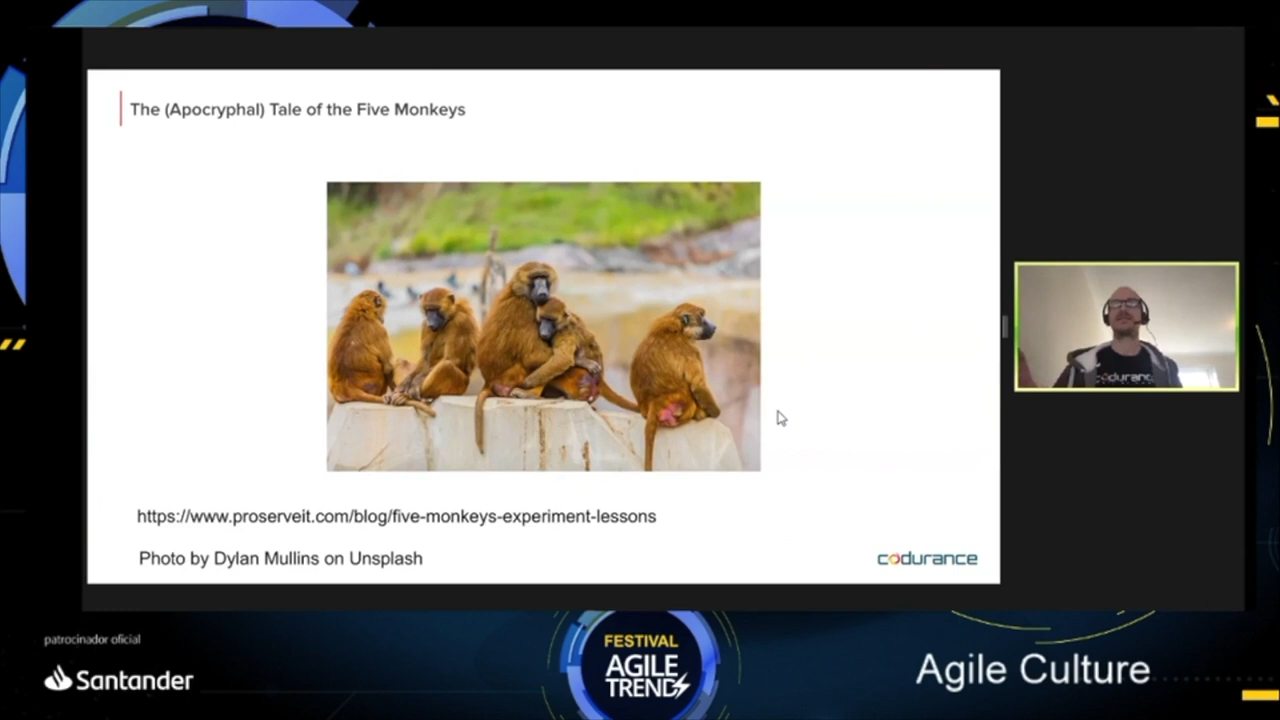 The (Apocryphal) Tale of the Five Monkeys
https://www.proserveit.com/blog/five-monkeys-experiment-lessons
Photo by Dylan Mullins on Unsplash
codurance
codurance
patrocinador oficial
Santander
FESTIVAL
AGILE
TRENDS
Agile Culture